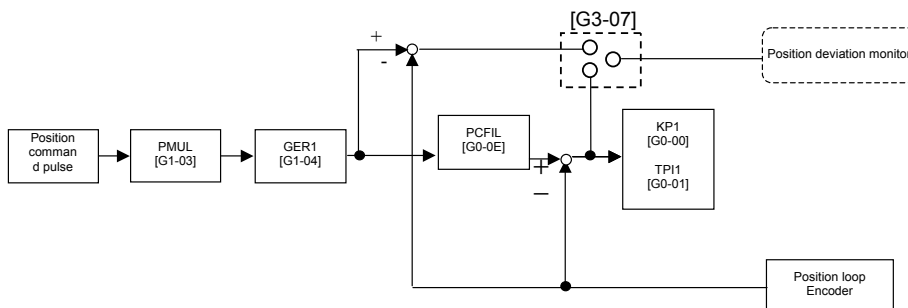 [G3-07]
+
-
Position deviation monitor
Position
comman
d pulse
PMUL
[G1-03]
GER1
[G1-04]
PCFIL
[G0-0E]
+
−
KP1
[G0-00]
TPI1
[G0-01]
Position loop
Encoder